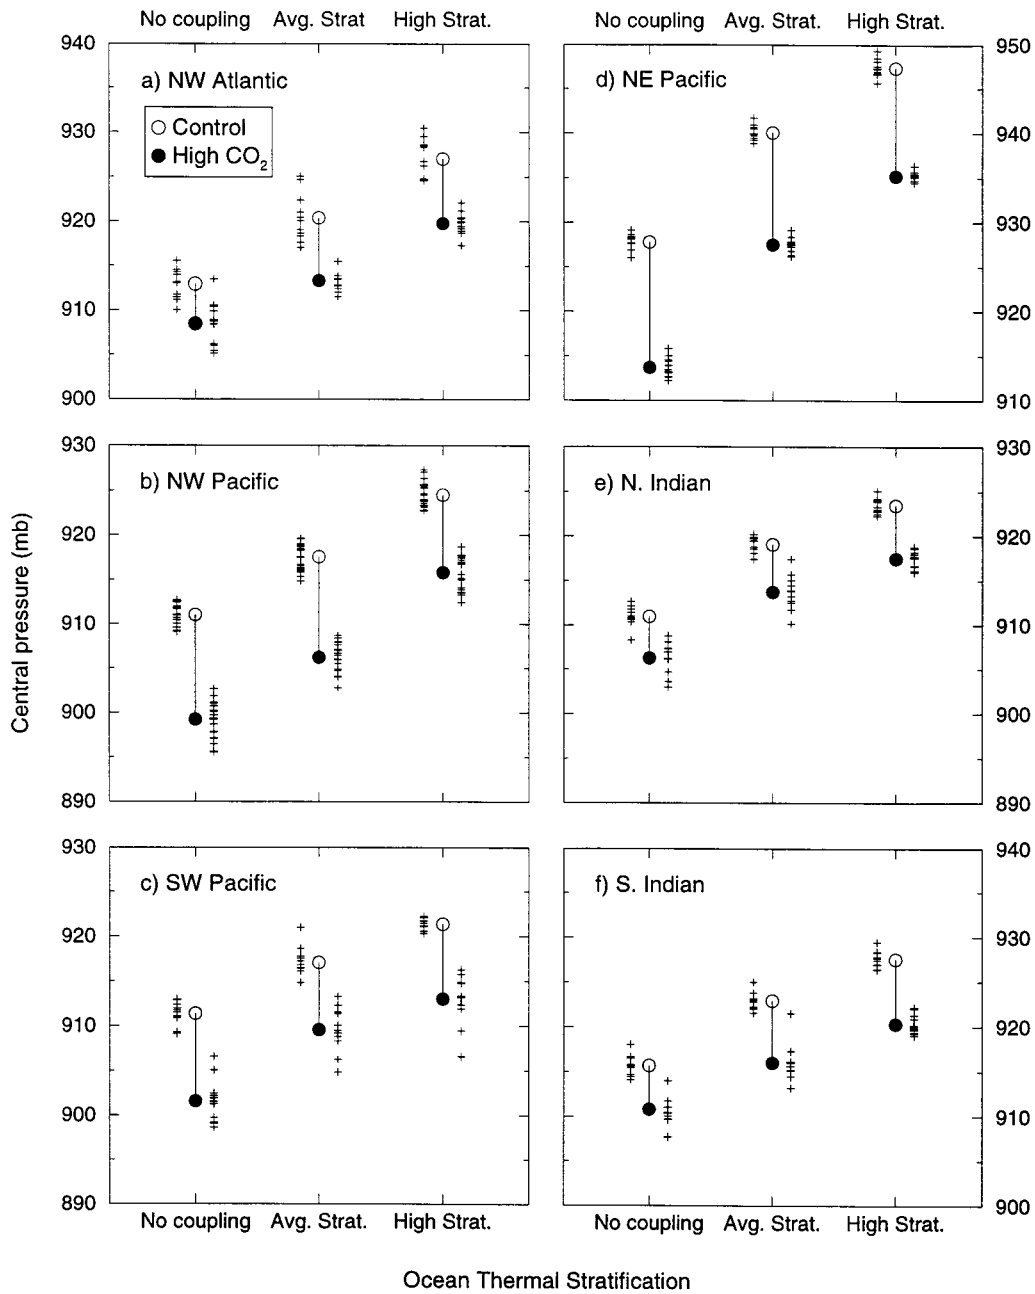 No coupling Avg. Strat High Strat.
No coupling Avg. Strat. High Strat.
940
930
920
910
900
a) NW Atlantic
Control
High CO₂
d) NE Pacific
950
940
930
920
910
930
920
910
900
890
b) NW Pacific
e) N. Indian
930
920
910
900
890
Central pressure (mb)
930
920
910
900
890
c) SW Pacific
f) S. Indian
940
930
920
910
900
No coupling Avg. Strat. High Strat.
No coupling Avg. Strat. High Strat.
Ocean Thermal Stratification